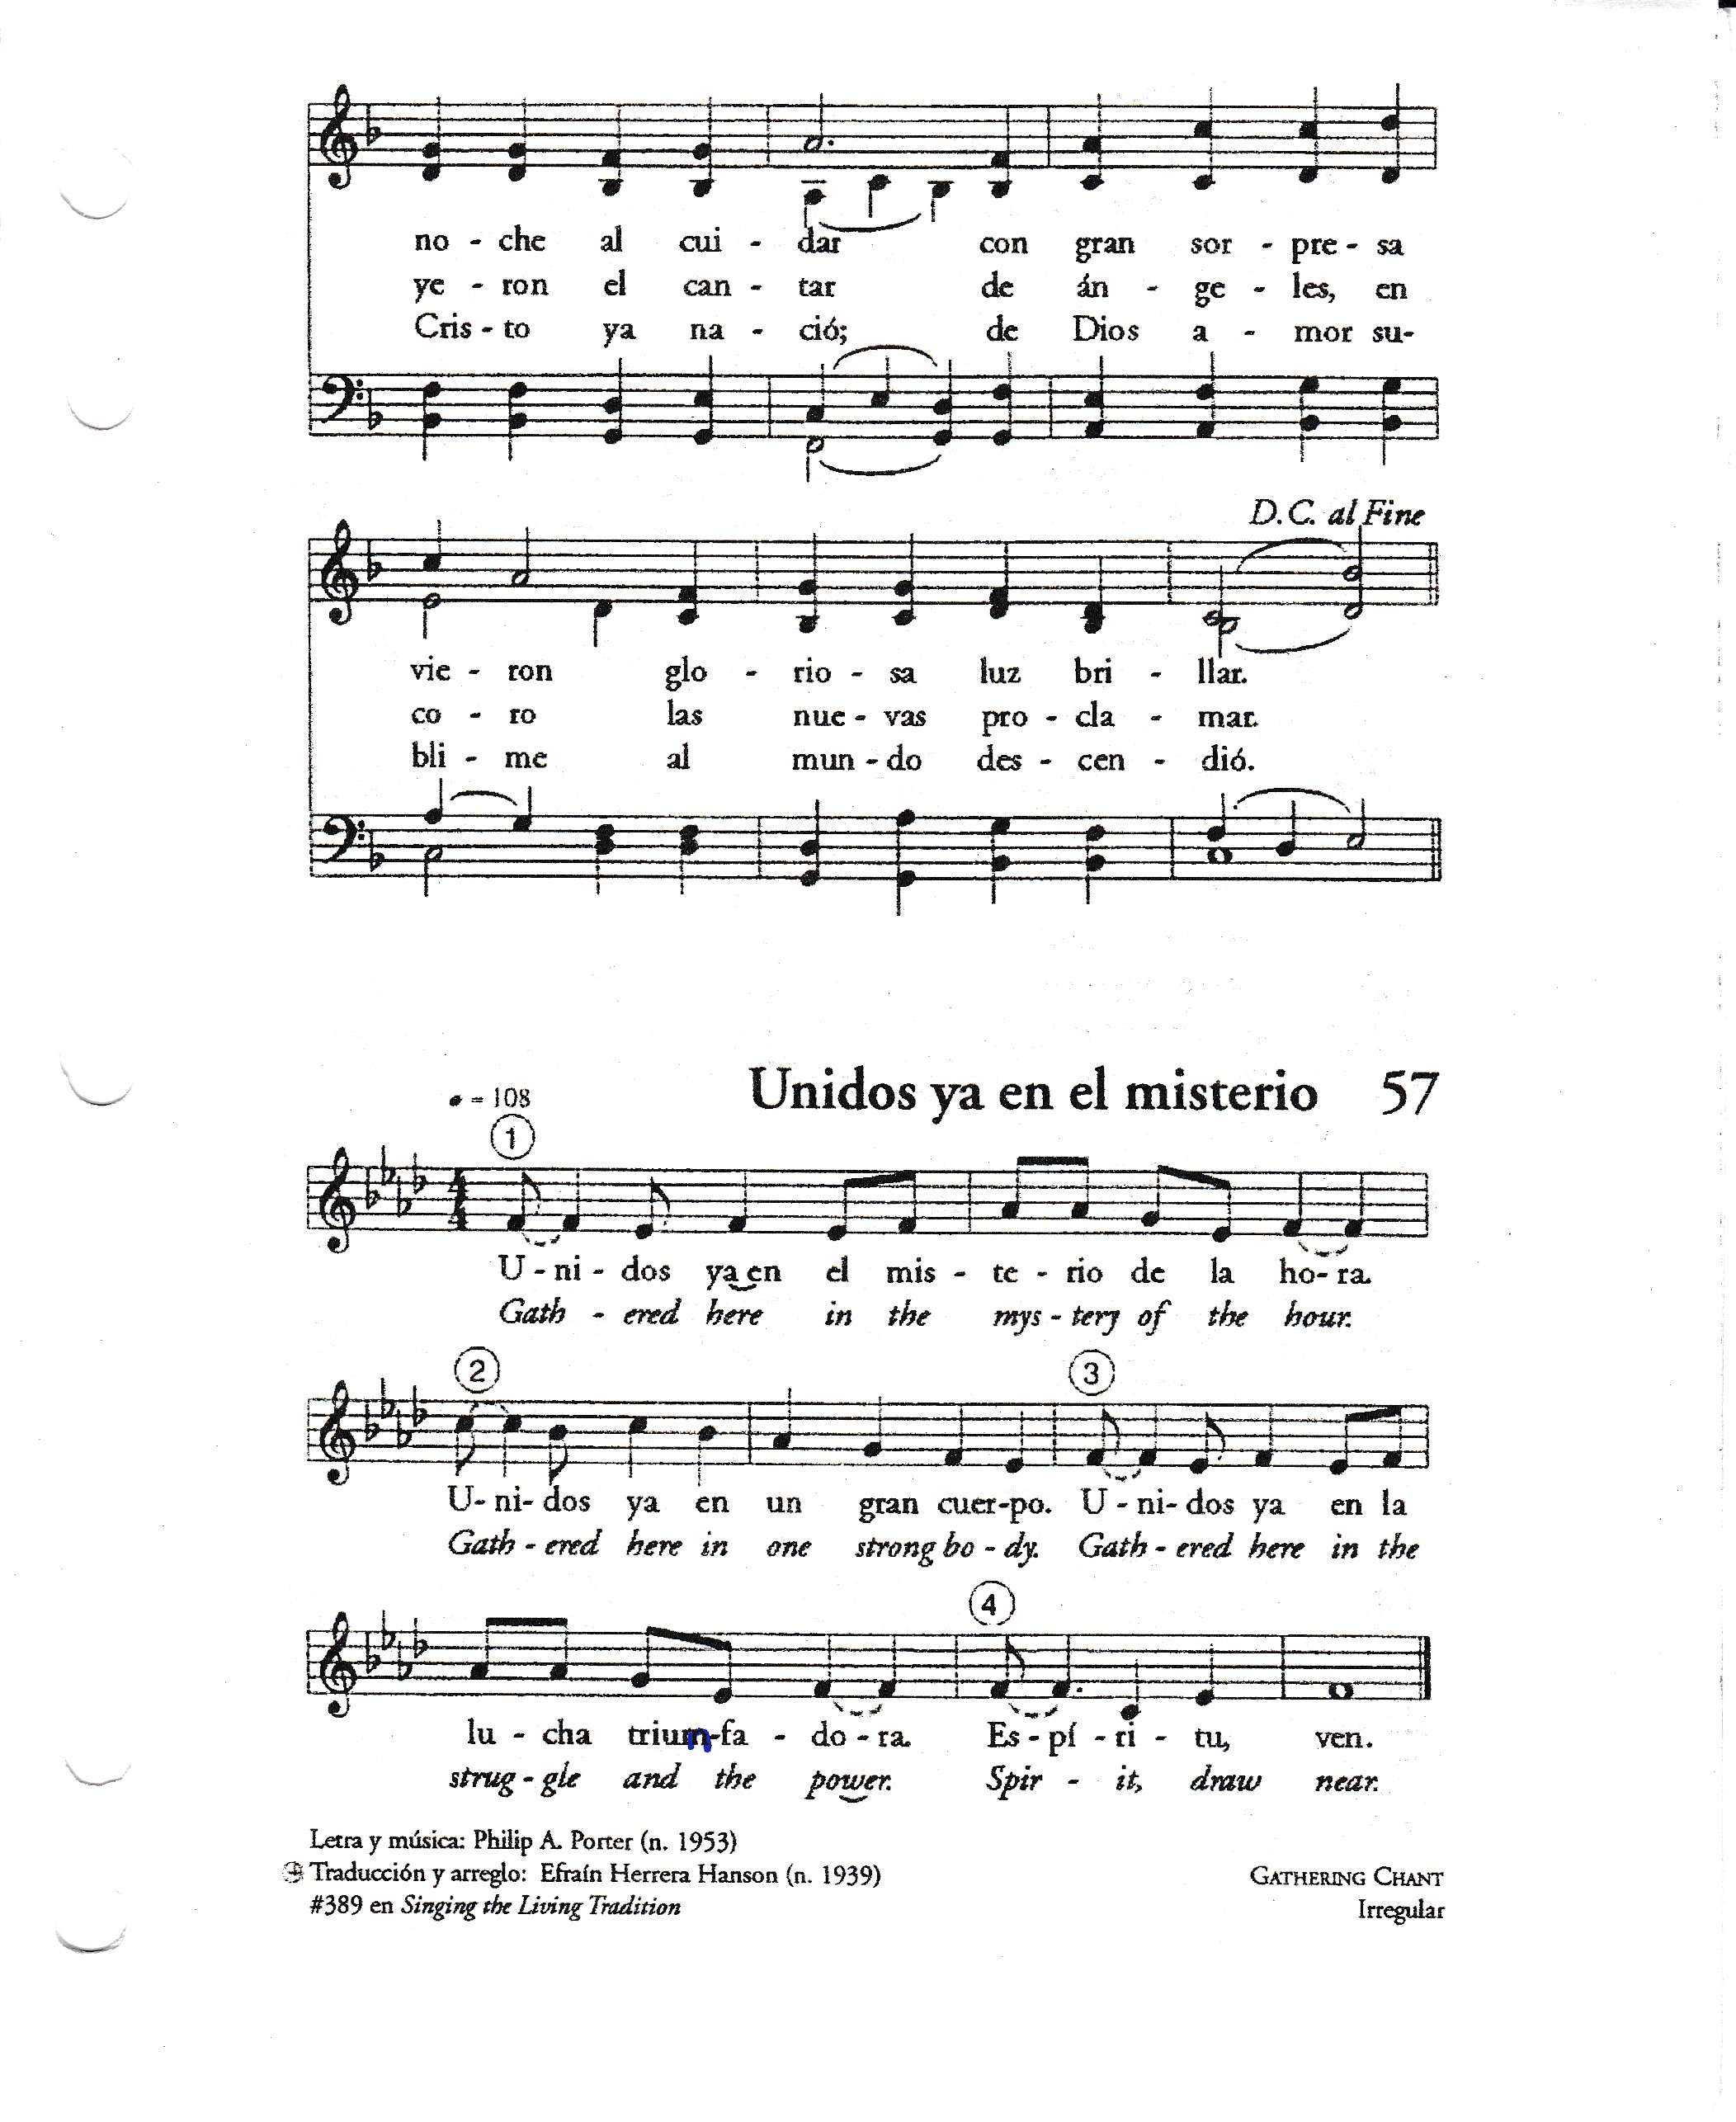 no - che al cui - dar con gran sor - pre - sa
ye - ron el can - tar de án - ge - les, en
Cris - to ya na - ció; de Dios a - mor su-
D.C. al Fine
vie - ron glo - rio - sa luz bri - llar.
co - ro las nue - vas pro - cla - mar.
bli - me al mun - do des - cen - dió.
Unidos ya en el misterio 57
= 108
1
4
4
U - ni - dos ya en el mis - te - rio de la ho - ra.
Gath - ered here in the mys - tery of the hour.
2 3
U - ni - dos ya en un gran cuer - po. U - ni - dos ya en la
Gath - ered here in one strong bo - dy. Gath - ered here in the
4
lu - cha triun-fa - do - ra. Es - pí - ri - tu, ven.
strug - gle and the power. Spir - it, draw near.
Letra y música: Philip A. Porter (n. 1953)
Traducción y arreglo: Efraín Herrera Hanson (n. 1939)
#389 en Singing the Living Tradition
GATHERING CHANT
Irregular